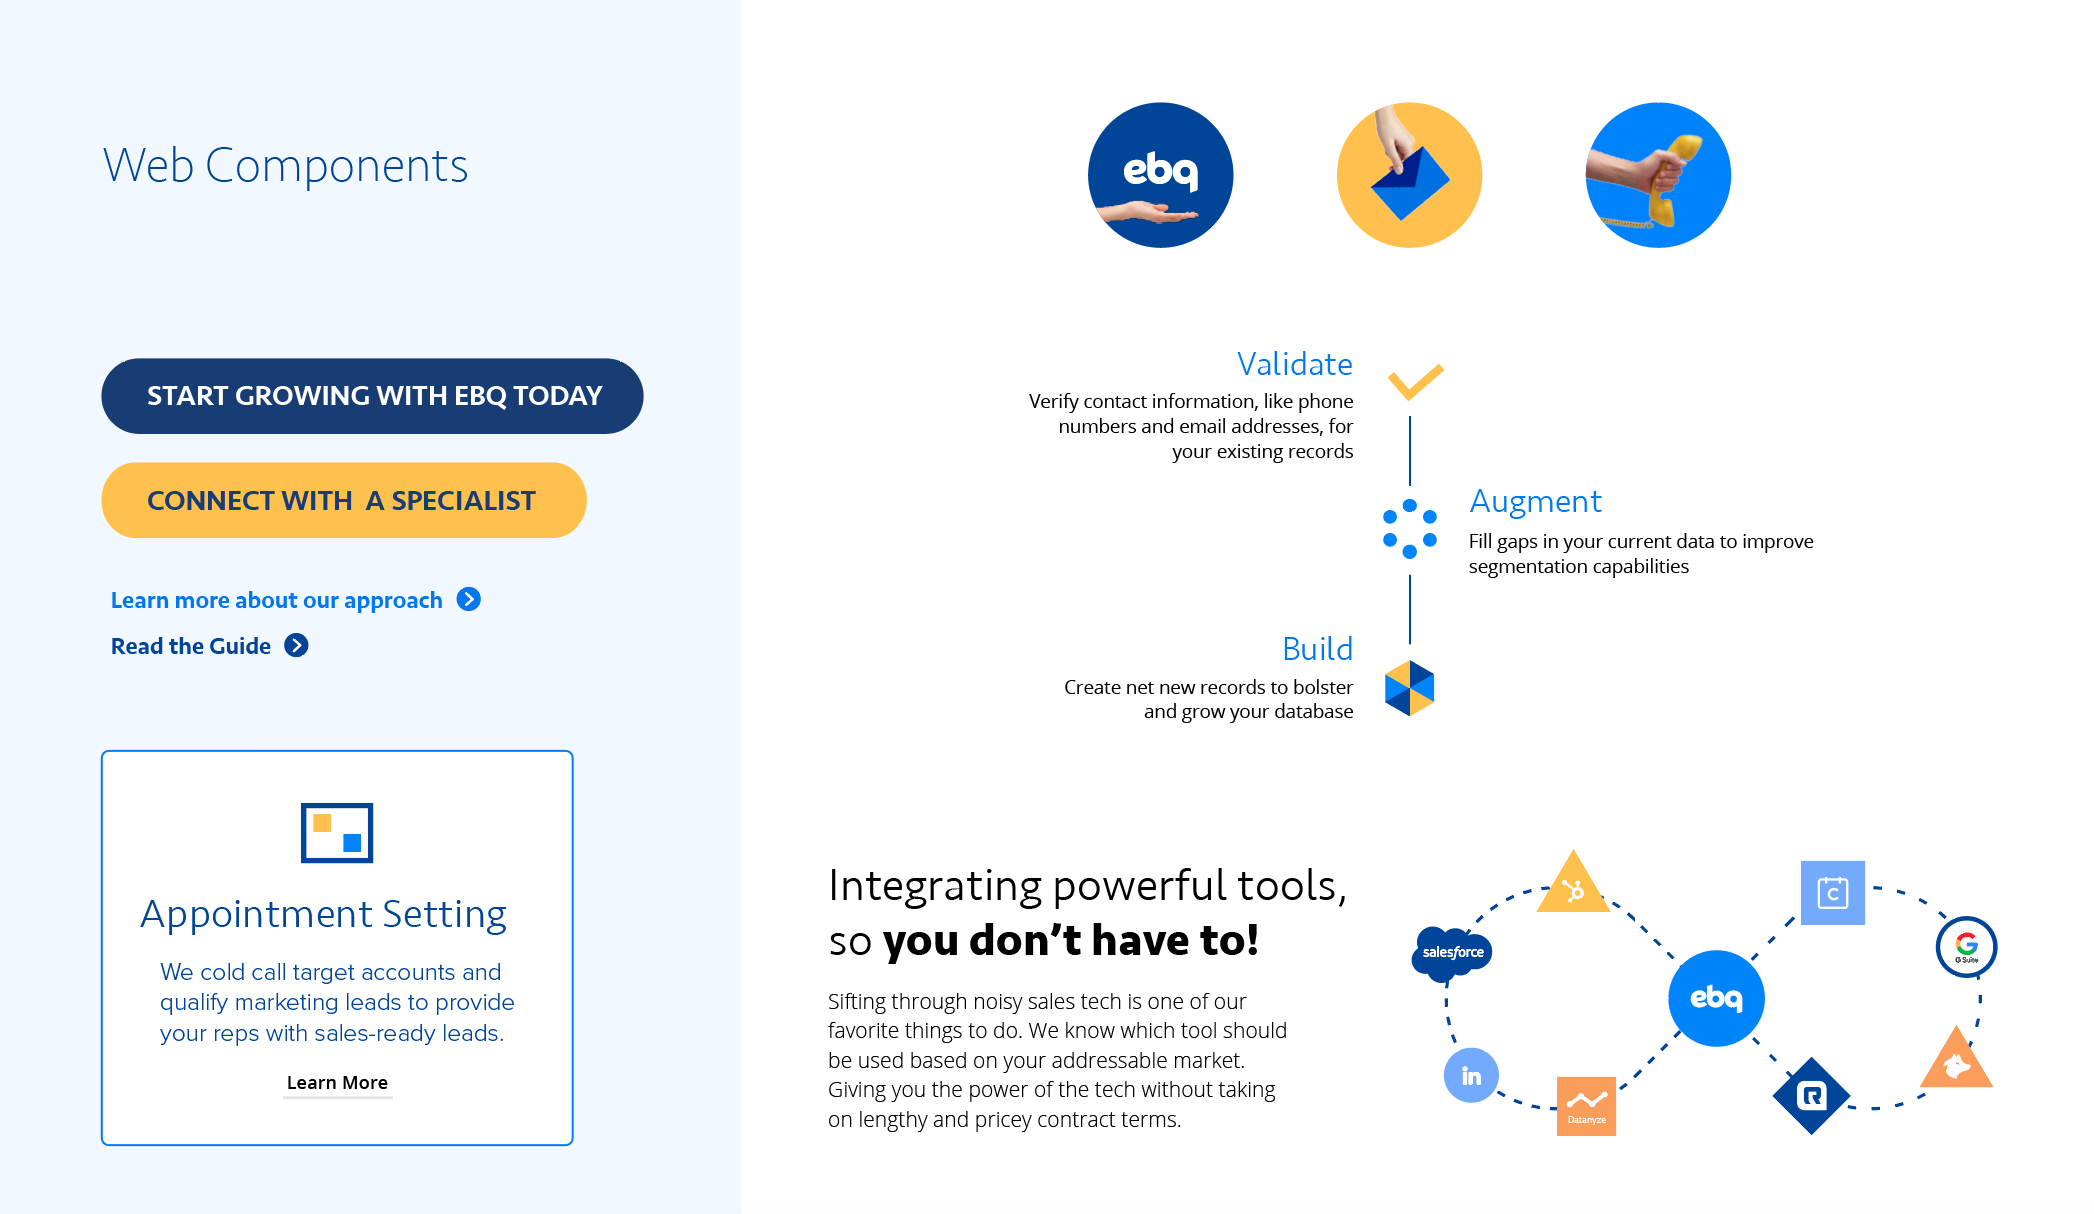 Web Components
START GROWING WITH EBQ TODAY
CONNECT WITH  A SPECIALIST
Learn more about our approach
Read the Guide
Appointment Setting
We cold call target accounts and
qualify marketing leads to provide
your reps with sales-ready leads.
Learn More
ebq
Validate
Verify contact information, like phone
numbers and email addresses, for
your existing records
Augment
Fill gaps in your current data to improve
segmentation capabilities
Build
Create net new records to bolster
and grow your database
Integrating powerful tools,
so you don’t have to!
Sifting through noisy sales tech is one of our
favorite things to do. We know which tool should
be used based on your addressable market.
Giving you the power of the tech without taking
on lengthy and pricey contract terms.
salesforce
C
G
G Suite
ebq
in
Datanyze
R